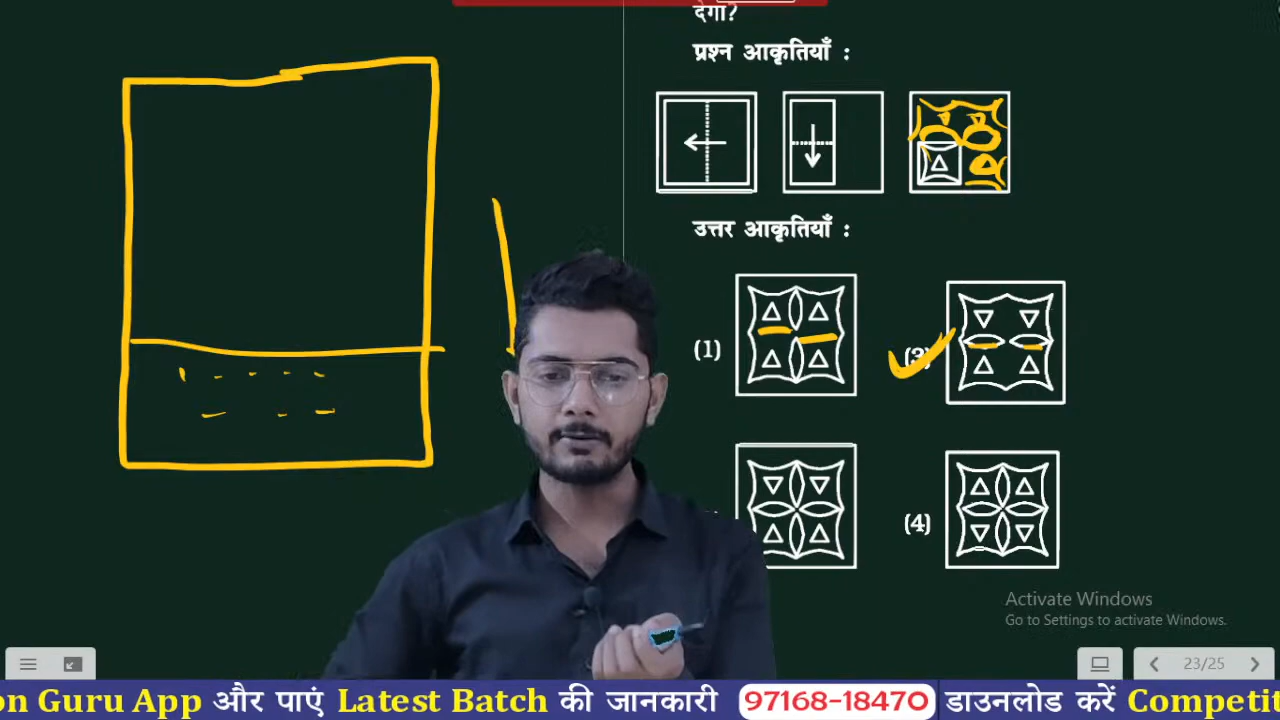 देगा?
प्रश्न आकृतियाँ :
उत्तर आकृतियाँ :
(1)
(3)
(4)
Activate Windows
Go to Settings to activate Windows.
23/25
on Guru App और पाएं Latest Batch की जानकारी 97168-18470 डाउनलोड करें Competit